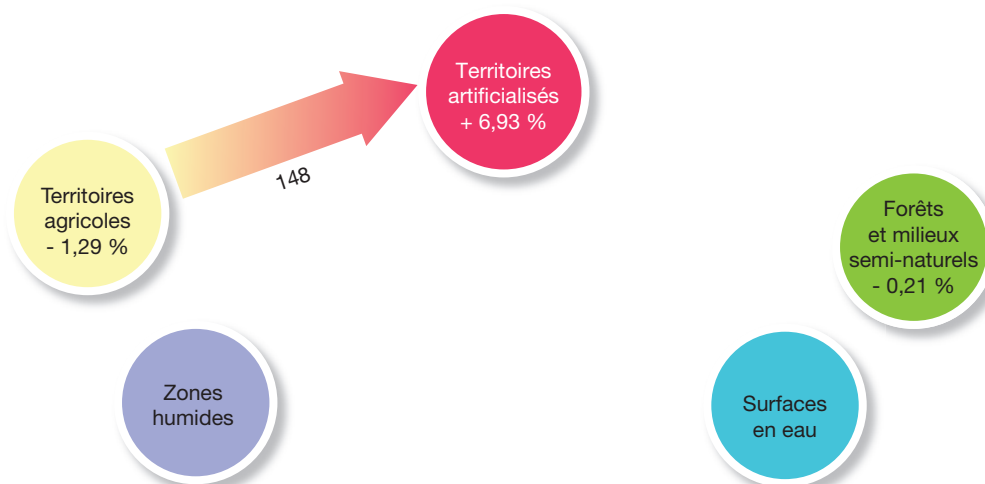 Territoires
artificialisés
+ 6,93 %
148
Territoires
agricoles
- 1,29 %
Forêts
et milieux
semi-naturels
- 0,21 %
Zones
humides
Surfaces
en eau